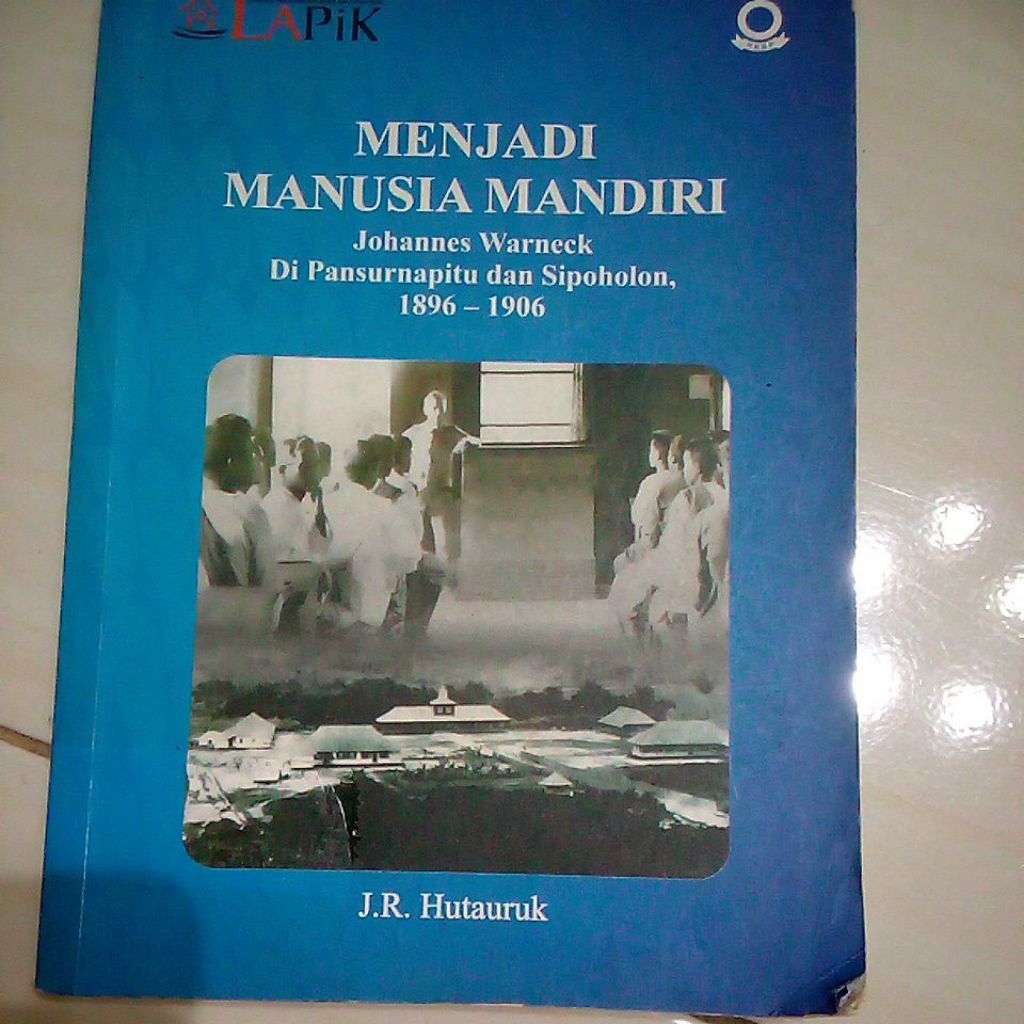 LAPiK
MENJADI
MANUSIA MANDIRI
Johannes Warneck
Di Pansurnapitu dan Sipoholon,
1896 – 1906
J.R. Hutauruk